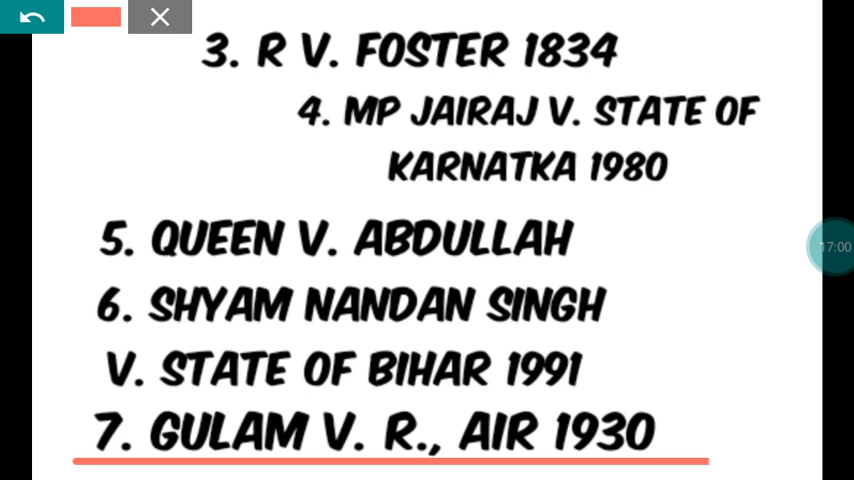 3. R V. FOSTER 1834
4. MP JAIRAJ V. STATE OF
KARNATKA 1980
17:00
5. QUEEN V. ABDULLAH
6. SHYAM NANDAN SINGH
V. STATE OF BIHAR 1991
7. GULAM V. R., AIR 1930